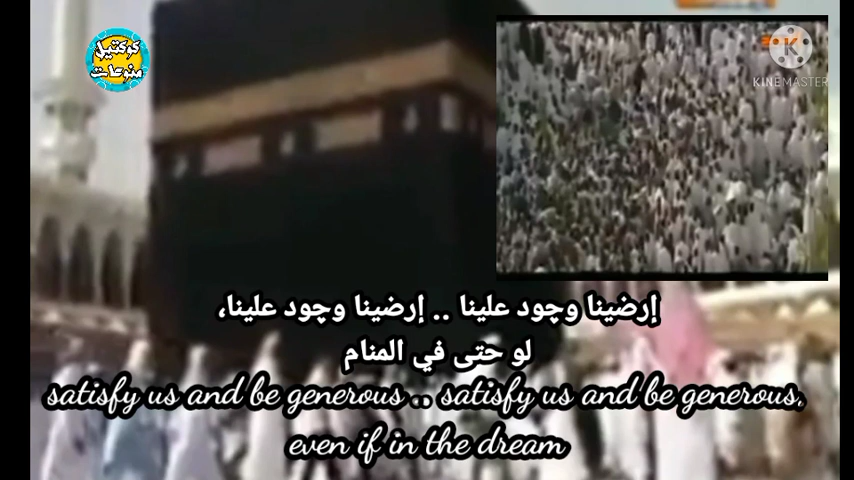 كوكتيل
منوعات
KINEMASTER
إرضينا وجود علينا .. إرضينا وجود علينا،
لو حتى في المنام
satisfy us and be generous .. satisfy us and be generous,
even if in the dream